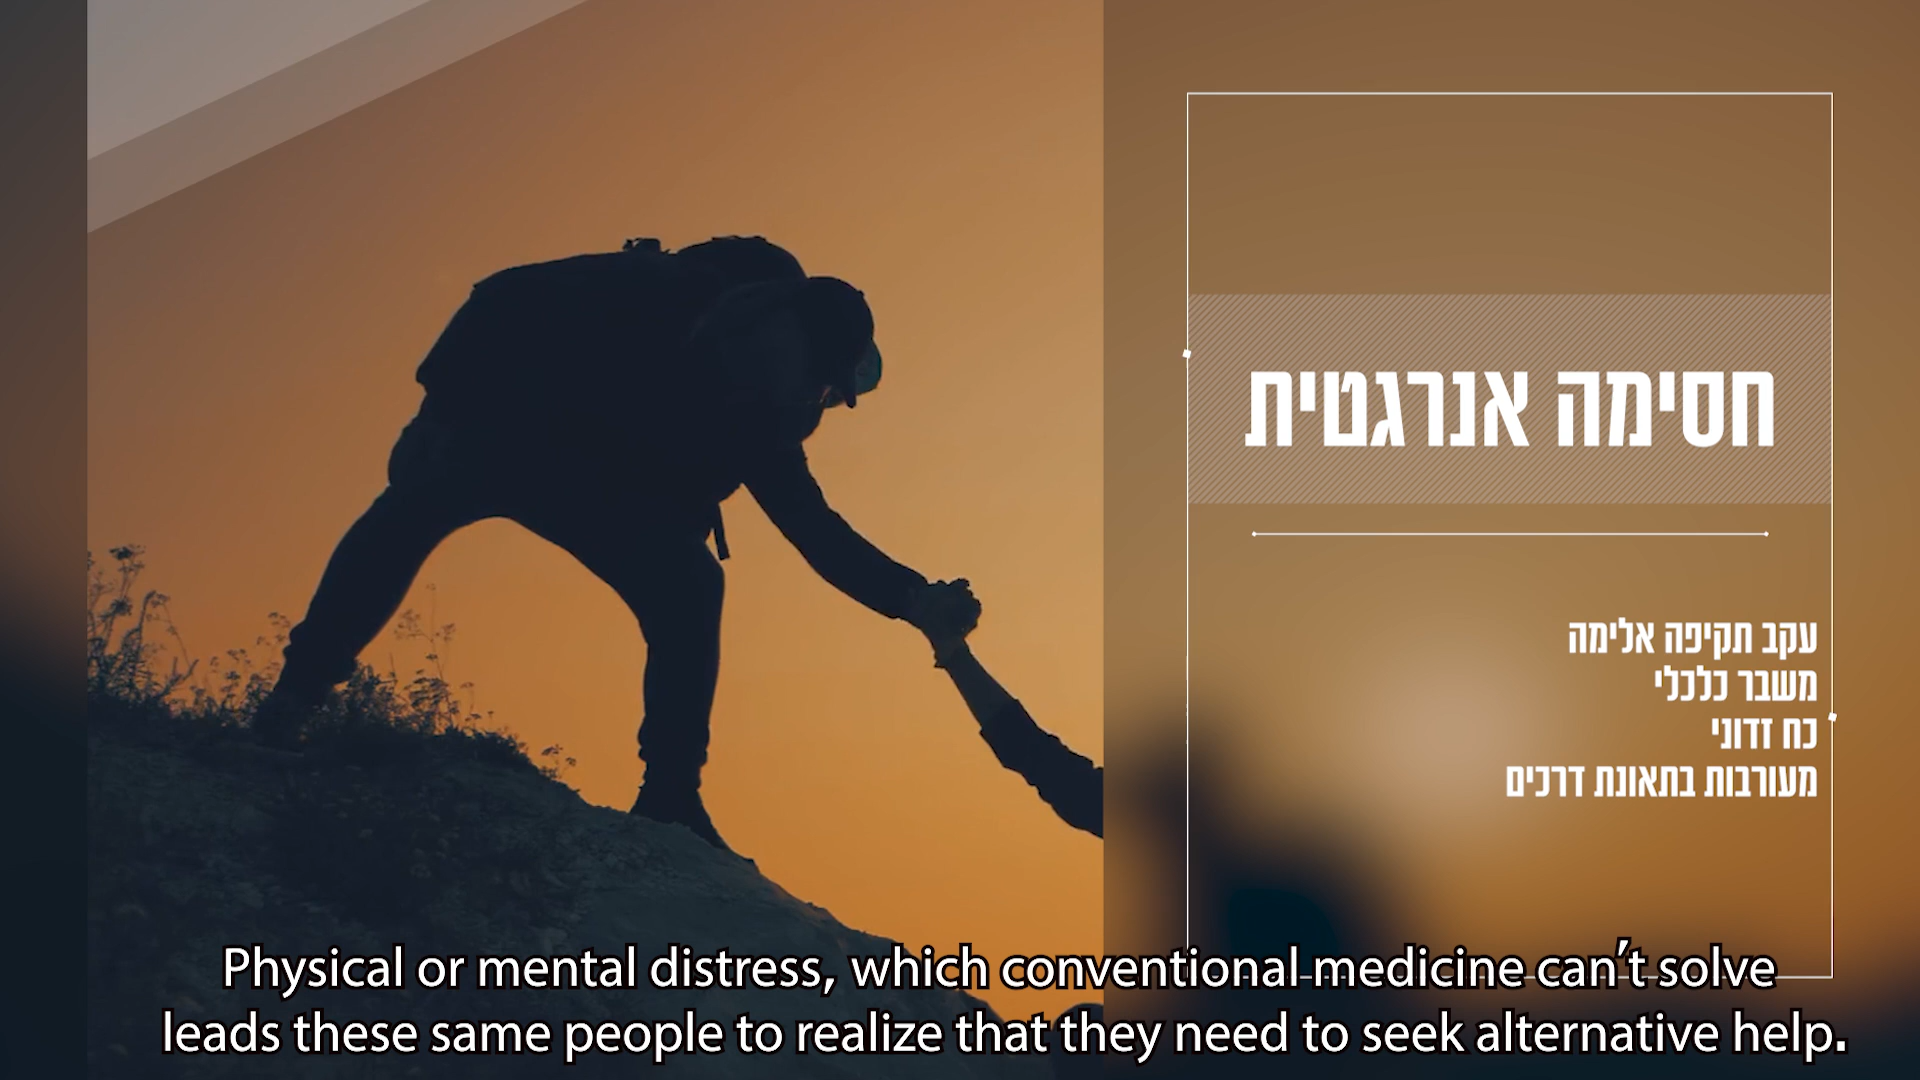 חסימה אנרגטית
עקב תקיפה אלימה
משבר כלכלי
כח זדוני
מעורבות בתאונת דרכים
Physical or mental distress, which conventional medicine can't solve
leads these same people to realize that they need to seek alternative help.